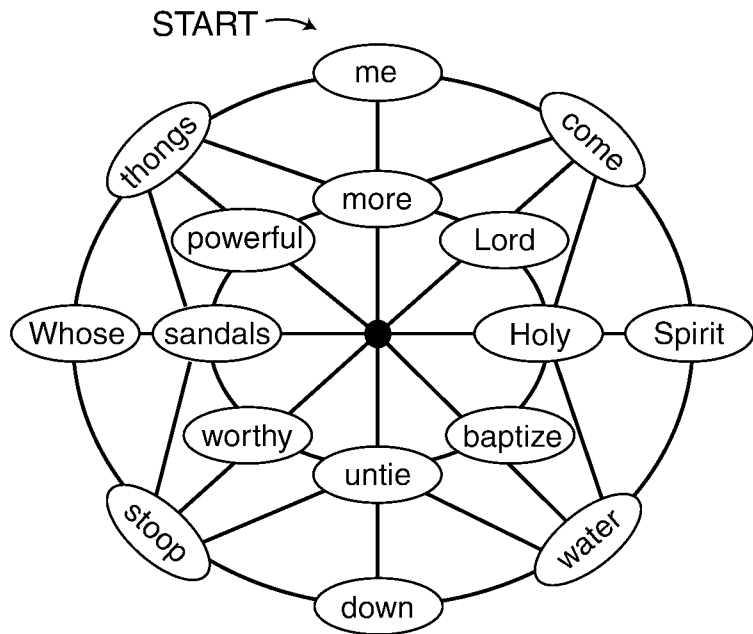 START
me
thongs
come
more
powerful
Lord
Whose
sandals
Holy
Spirit
worthy
baptize
untie
stoop
water
down